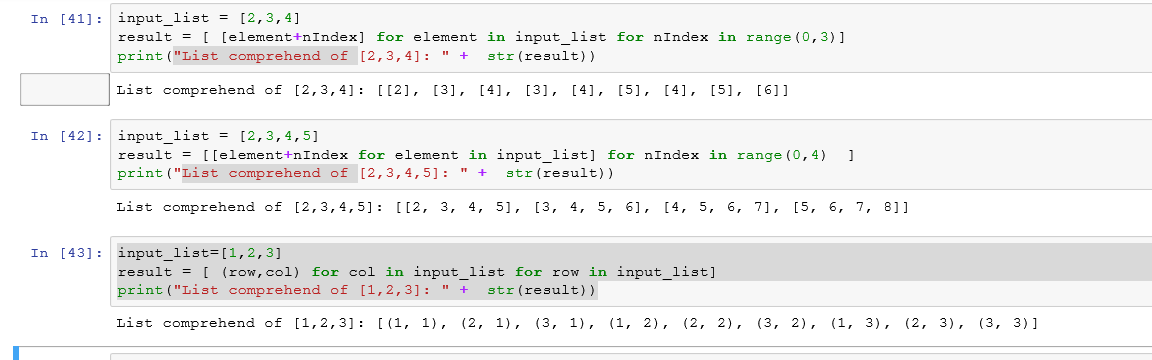 In [41]: input_list = [2,3,4]
result = [ [element+nIndex] for element in input_list for nIndex in range(0,3)]
print("List comprehend of [2,3,4]: " +  str(result))
List comprehend of [2,3,4]: [[2], [3], [4], [3], [4], [5], [4], [5], [6]]
In [42]: input_list = [2,3,4,5]
result = [[element+nIndex for element in input_list] for nIndex in range(0,4)  ]
print("List comprehend of [2,3,4,5]: " +  str(result))
List comprehend of [2,3,4,5]: [[2, 3, 4, 5], [3, 4, 5, 6], [4, 5, 6, 7], [5, 6, 7, 8]]
In [43]: input_list=[1,2,3]
result = [ (row,col) for col in input_list for row in input_list]
print("List comprehend of [1,2,3]: " +  str(result))
List comprehend of [1,2,3]: [(1, 1), (2, 1), (3, 1), (1, 2), (2, 2), (3, 2), (1, 3), (2, 3), (3, 3)]